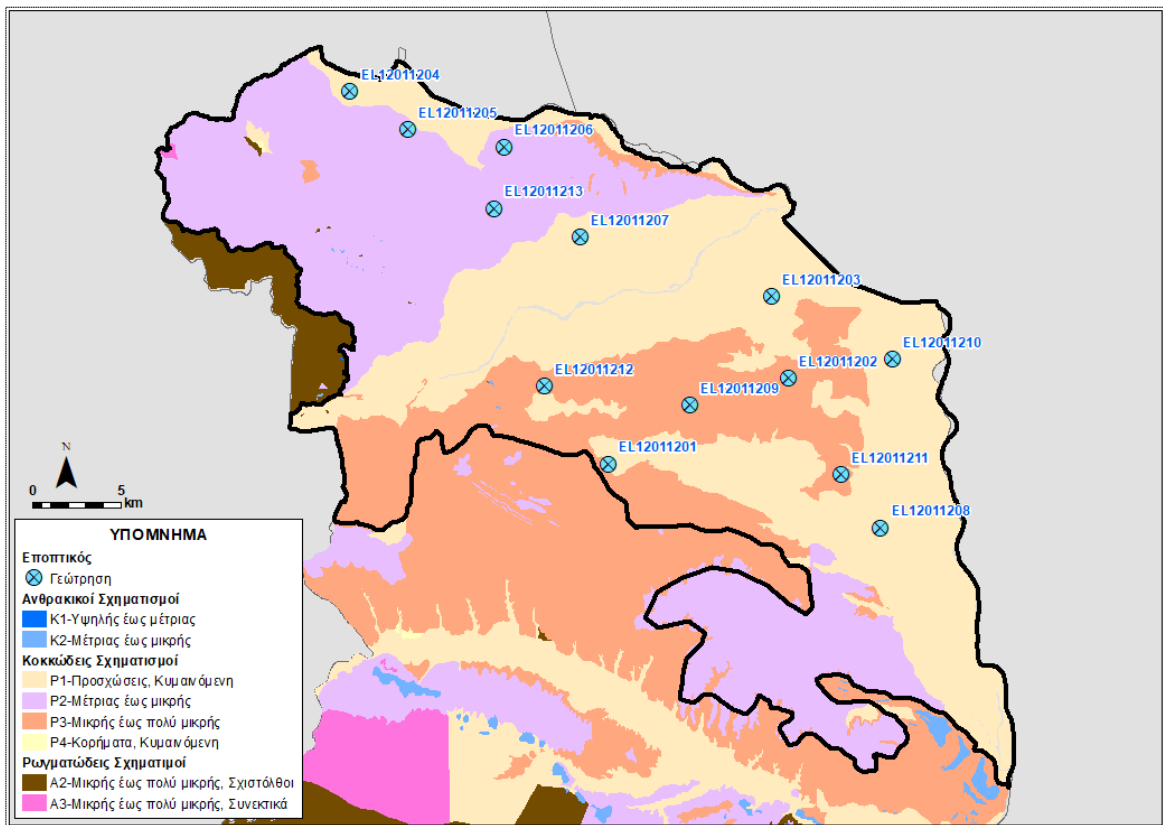 EL12011204
EL12011205
EL12011206
EL12011213
EL12011207
EL12011203
EL12011210
EL12011202
EL12011212
EL12011209
EL12011201
EL12011211
EL12011208
N
0 5
km
ΥΠΟΜΝΗΜΑ
Εποπτικός
Γεώτρηση
Ανθρακικοί Σχηματισμοί
Κ1-Υψηλής έως μέτριας
Κ2-Μέτριας έως μικρής
Κοκκώδεις Σχηματισμοί
Ρ1-Προσχώσεις, Κυμαινόμενη
Ρ2-Μέτριας έως μικρής
Ρ3-Μικρής έως πολύ μικρής
Ρ4-Κορήματα, Κυμαινόμενη
Ρωγματώδεις Σχηματιμοί
Α2-Μικρής έως πολύ μικρής, Σχιστόλθοι
Α3-Μικρής έως πολύ μικρής, Συνεκτικά